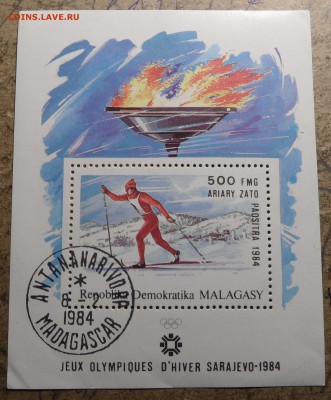 COINS.SS.RU
500 FMG
ARIARY ZATO
PAOSITRA 1984
Repoblika Demokratika MALAGASY
ANTANANARIVO
1984
MADAGASCAR
JEUX OLYMPIQUES D'HIVER SARAJEVO-1984